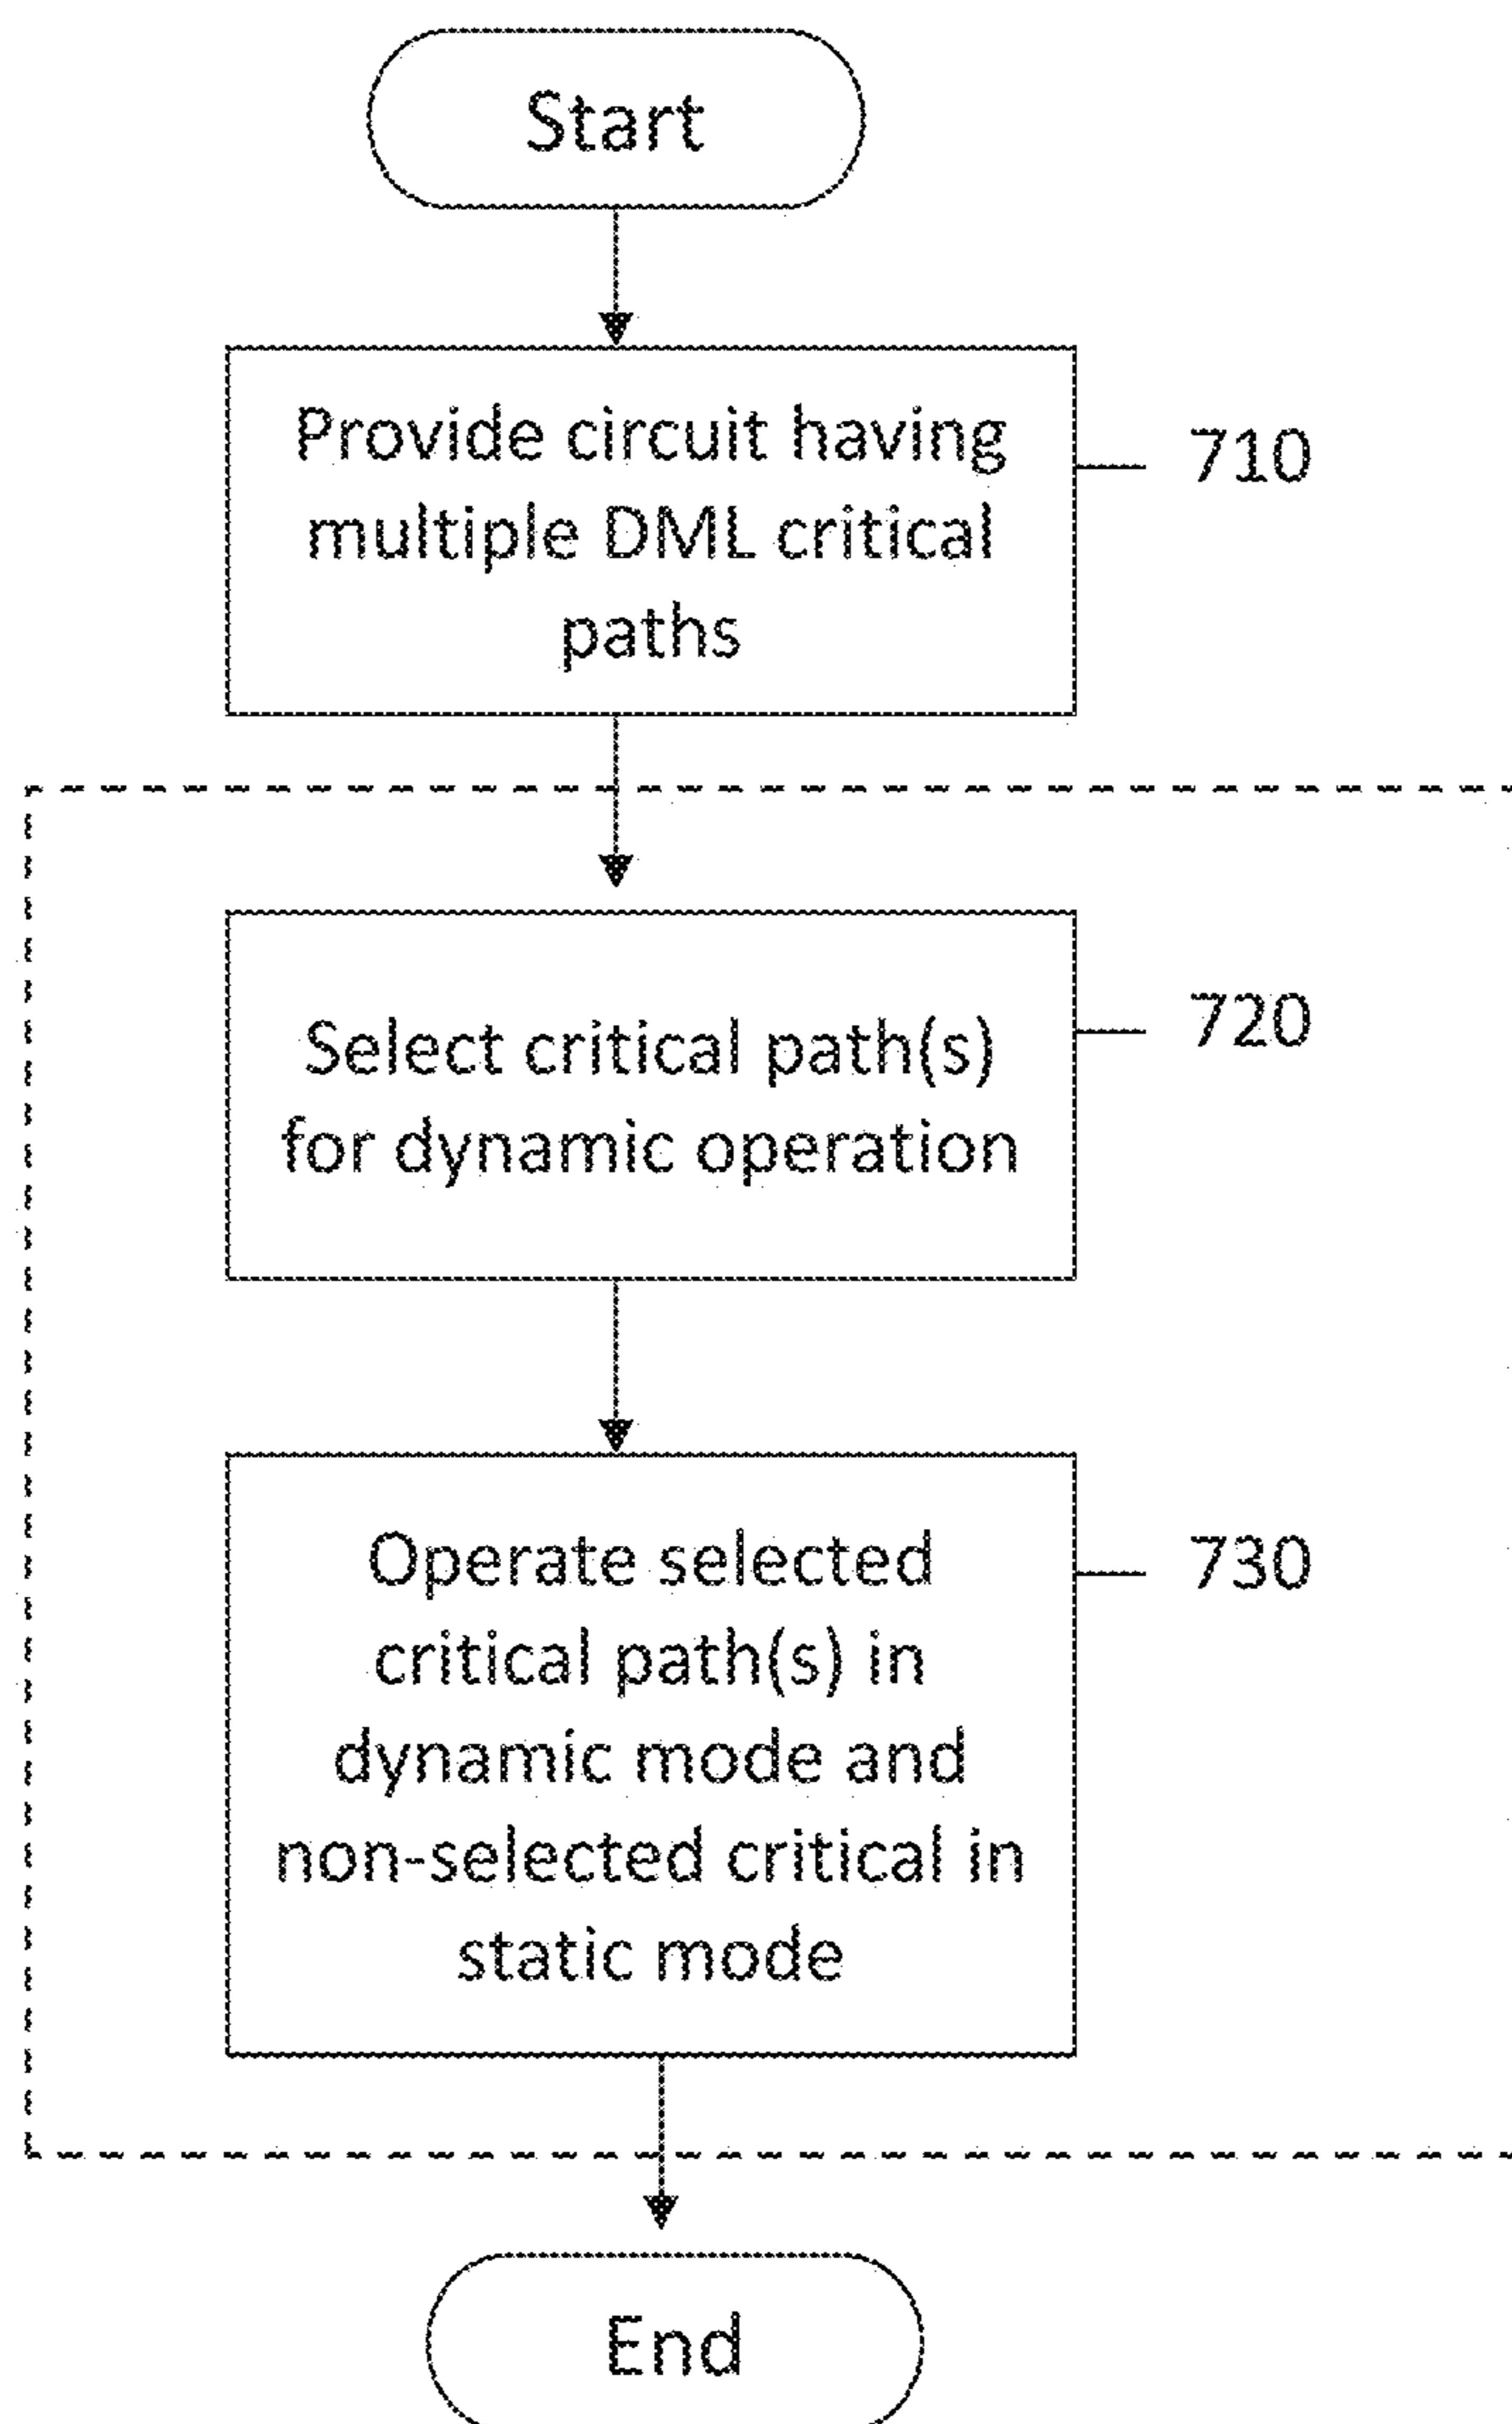 Start
Provide circuit having
multiple DML critical
paths
710
Select critical path(s)
for dynamic operation
720
Operate selected
critical path(s) in
dynamic mode and
non-selected critical in
static mode
730
End